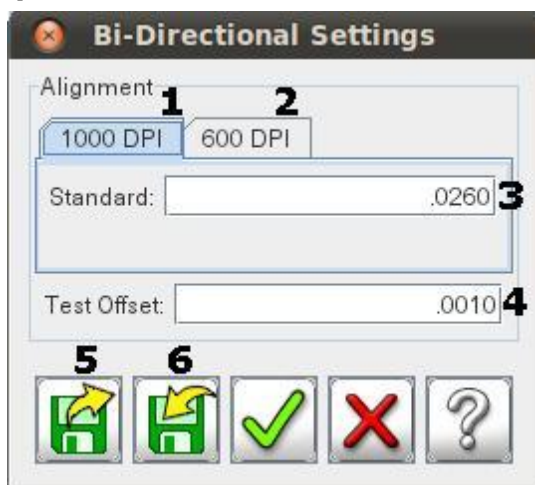 Bi-Directional Settings
Alignment
1 2
1000 DPI 600 DPI
Standard: .0260 3
Test Offset: .0010 4
5 6
?